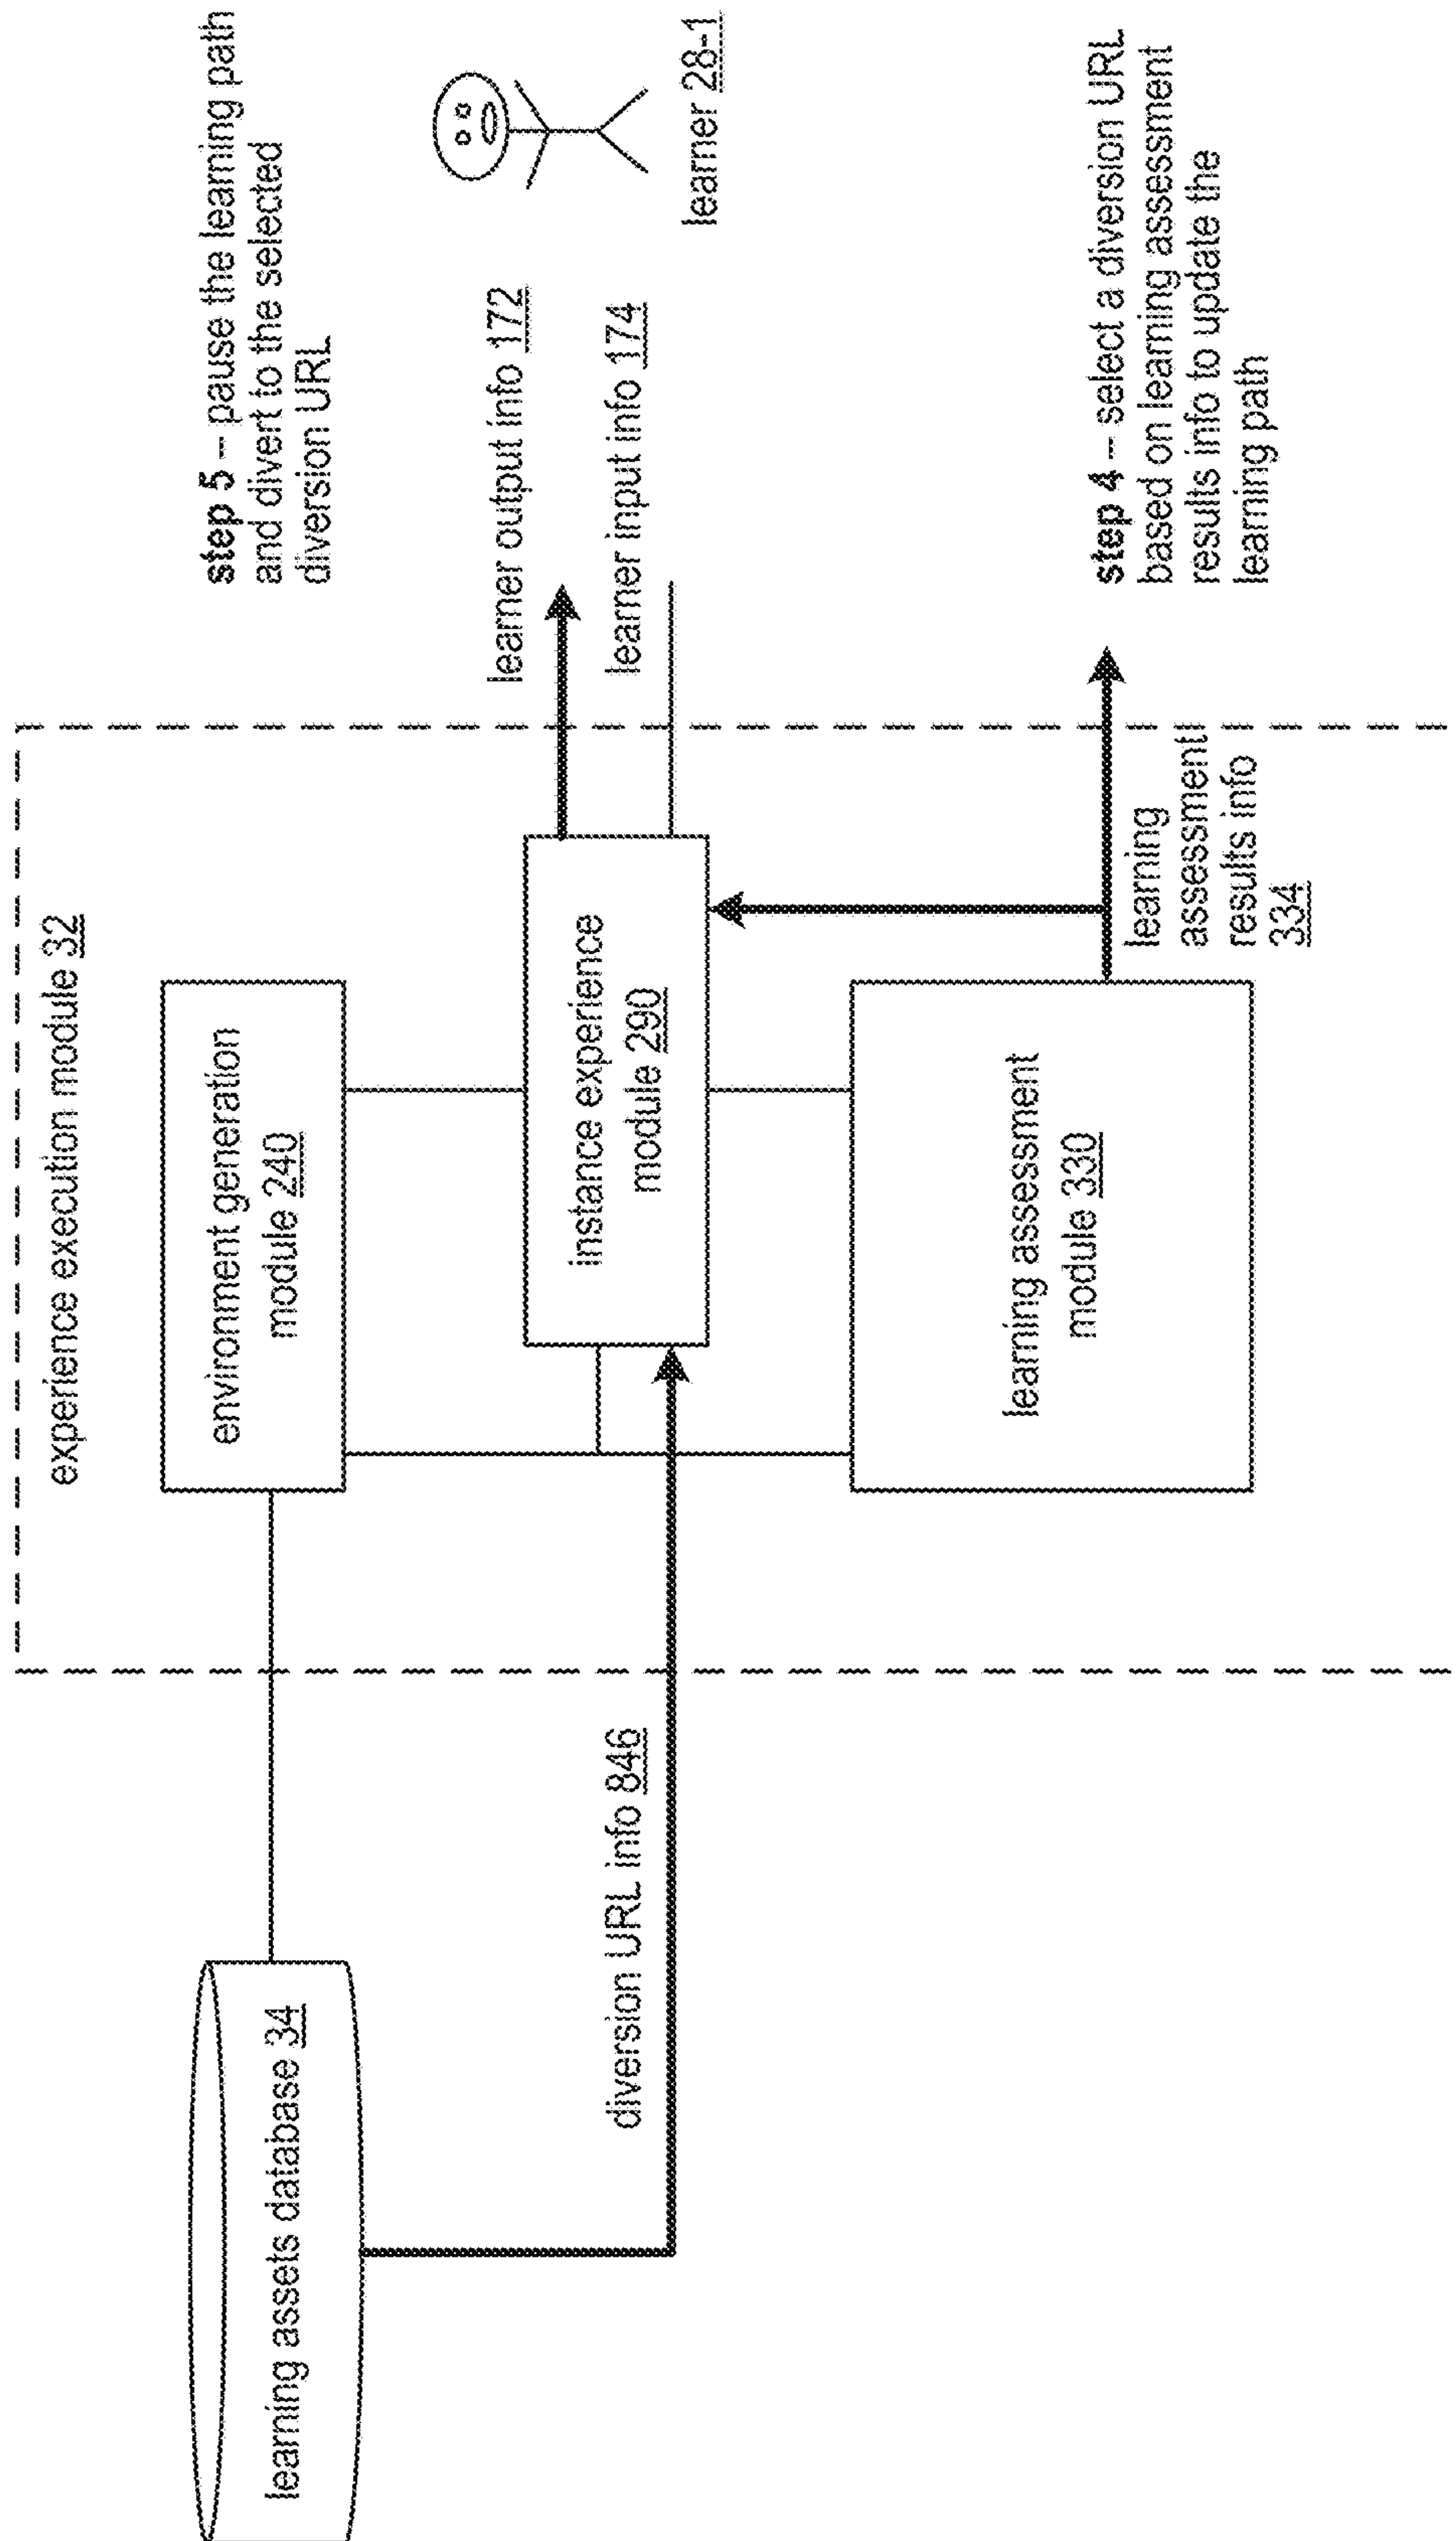 experience execution module 32
learning assets database 34
environment generation
module 240
step 5 – pause the learning path
and divert to the selected
diversion URL
diversion URL info 846
instance experience
module 290
learner output info 172
learner input info 174
learner 28-1
learning assessment
module 330
learning
assessment
results info
334
step 4 – select a diversion URL
based on learning assessment
results info to update the
learning path